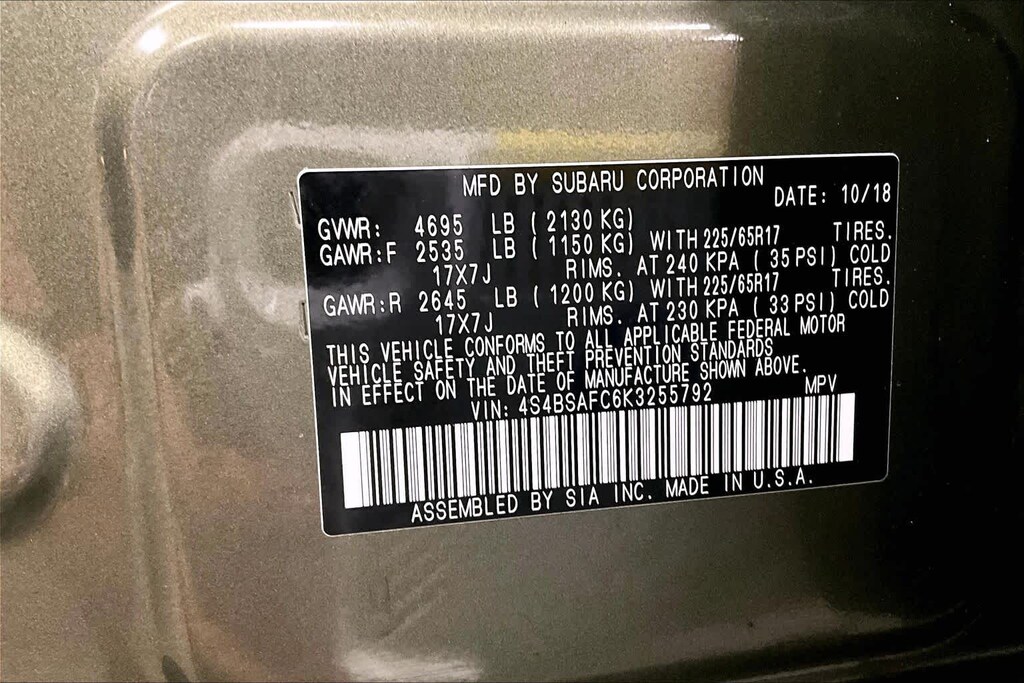 MFD BY SUBARU CORPORATION
DATE: 10/18
GVWR: 4695 LB ( 2130 KG)
GAWR:F 2535 LB ( 1150 KG) WITH 225/65R17 TIRES.
17X7J RIMS. AT 240 KPA ( 35 PSI) COLD
GAWR:R 2645 LB ( 1200 KG) WITH 225/65R17 TIRES.
17X7J RIMS. AT 230 KPA ( 33 PSI) COLD
THIS VEHICLE CONFORMS TO ALL APPLICABLE FEDERAL MOTOR
VEHICLE SAFETY AND THEFT PREVENTION STANDARDS
IN EFFECT ON THE DATE OF MANUFACTURE SHOWN ABOVE.
VIN: 4S4BSAFC6K3255792 MPV
ASSEMBLED BY SIA INC. MADE IN U.S.A.